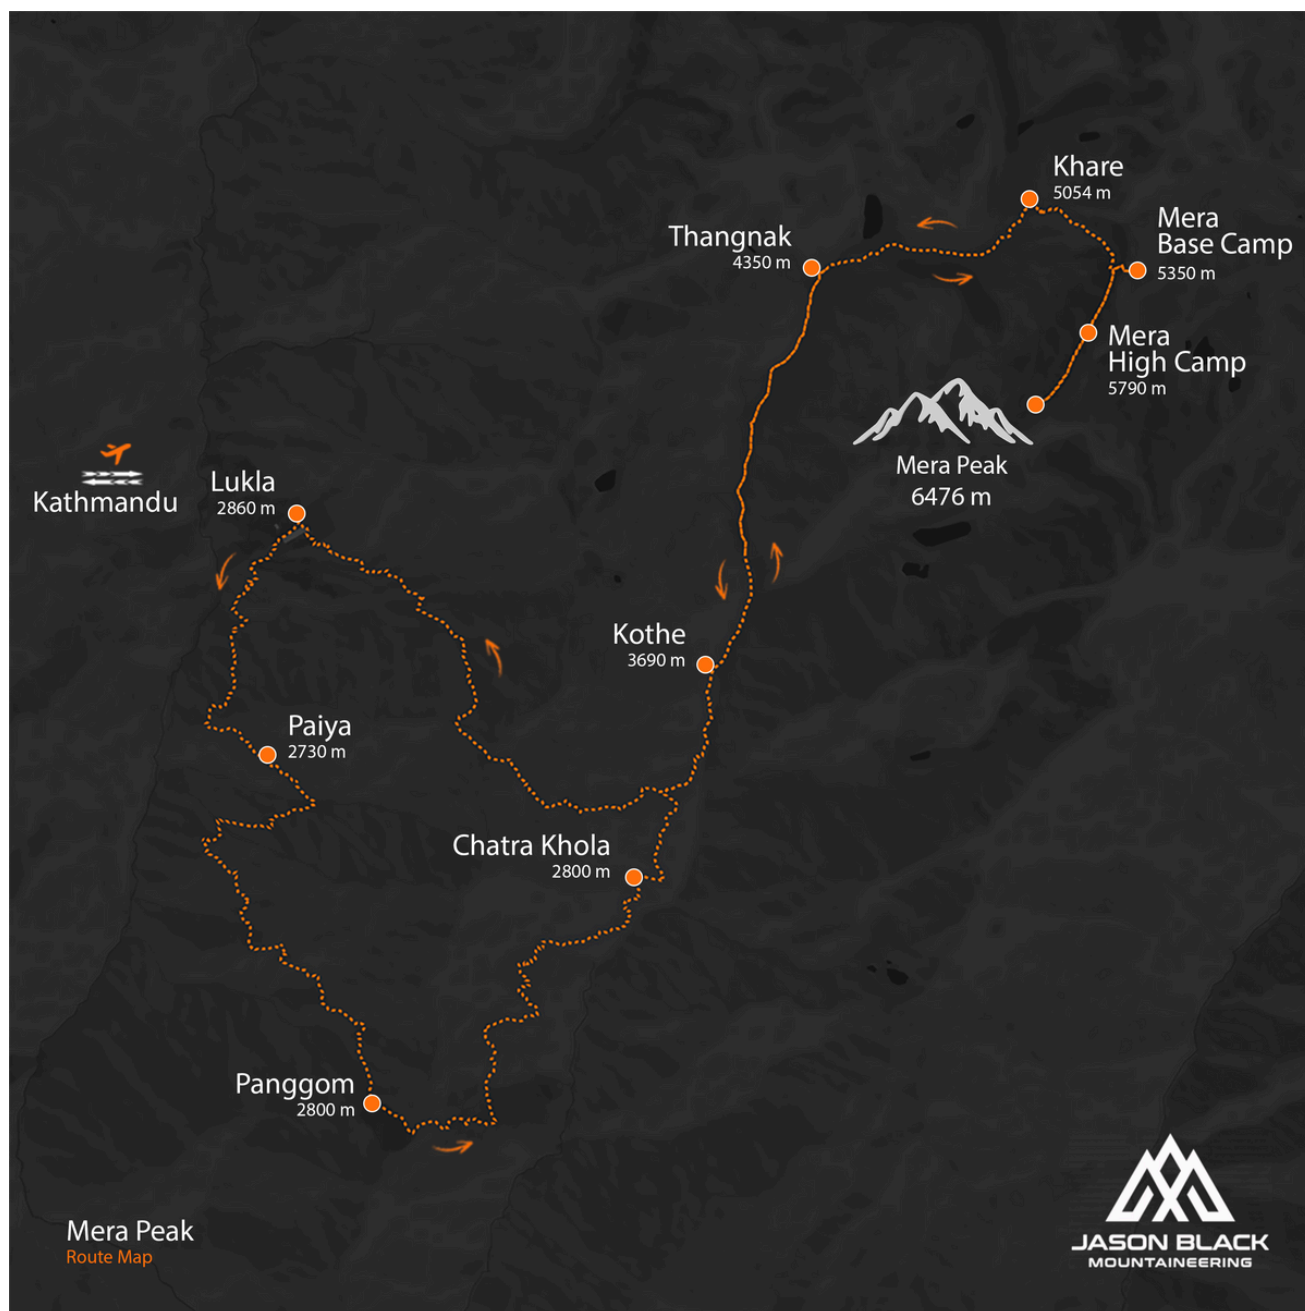 Khare
5054 m
Mera
Base Camp
5350 m
Thangnak
4350 m
Mera
High Camp
5790 m
Mera Peak
6476 m
Kathmandu
Lukla
2860 m
Kothe
3690 m
Paiya
2730 m
Chatra Khola
2800 m
Panggom
2800 m
Mera Peak
Route Map
JASON BLACK
MOUNTAINEERING